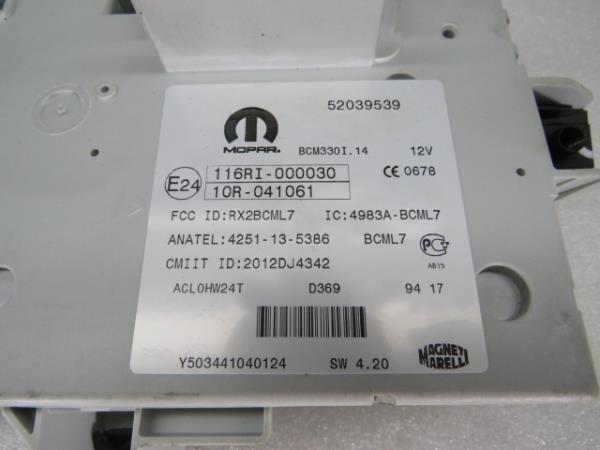 52039539
MOPAR.
BCM330I.14 12V
E24 116RI-000030 CE 0678
10R-041061
FCC ID:RX2BCML7 IC:4983A-BCML7
ANATEL:4251-13-5386 BCML7
CMIIT ID:2012DJ4342 AB15
ACL0HW24T D369 94 17
Y503441040124 SW 4.20
MAGNETI
MARELLI